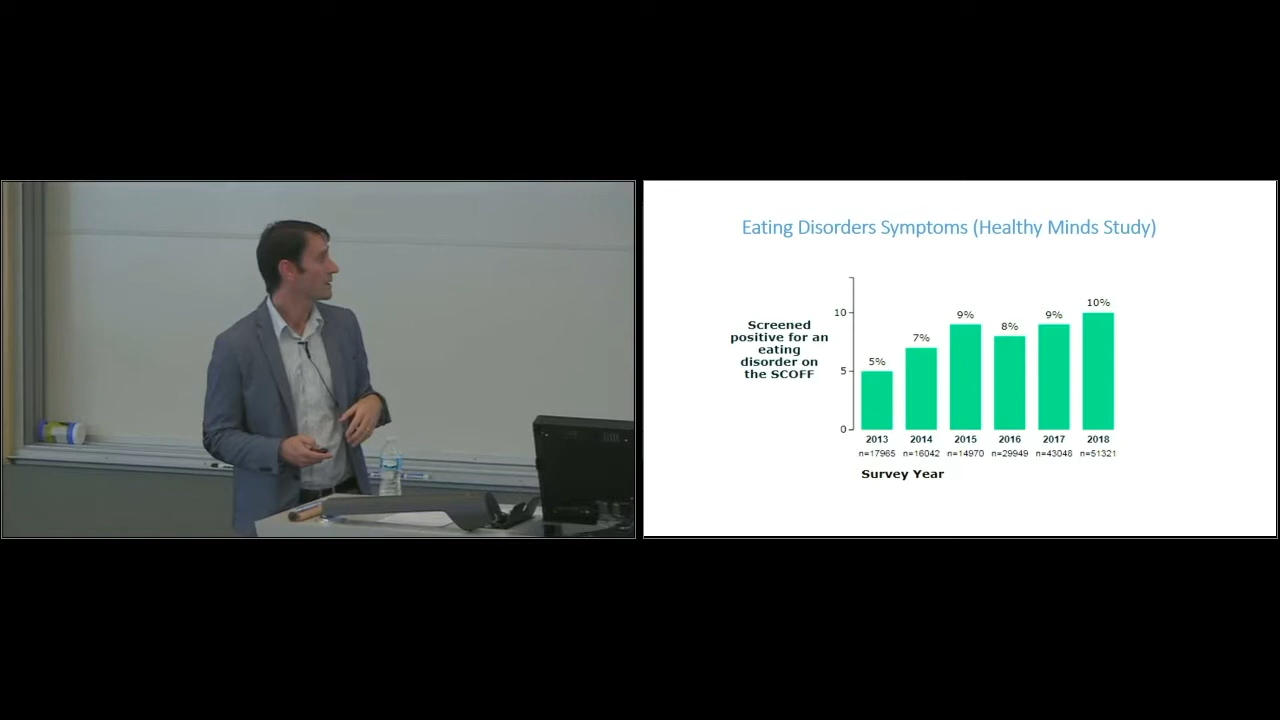 Eating Disorders Symptoms (Healthy Minds Study)
Screened
positive for an
eating
disorder on
the SCOFF
10
5
0
5%
7%
9%
8%
9%
10%
2013 2014 2015 2016 2017 2018
n=17965 n=16042 n=14970 n=29949 n=43048 n=51321
Survey Year